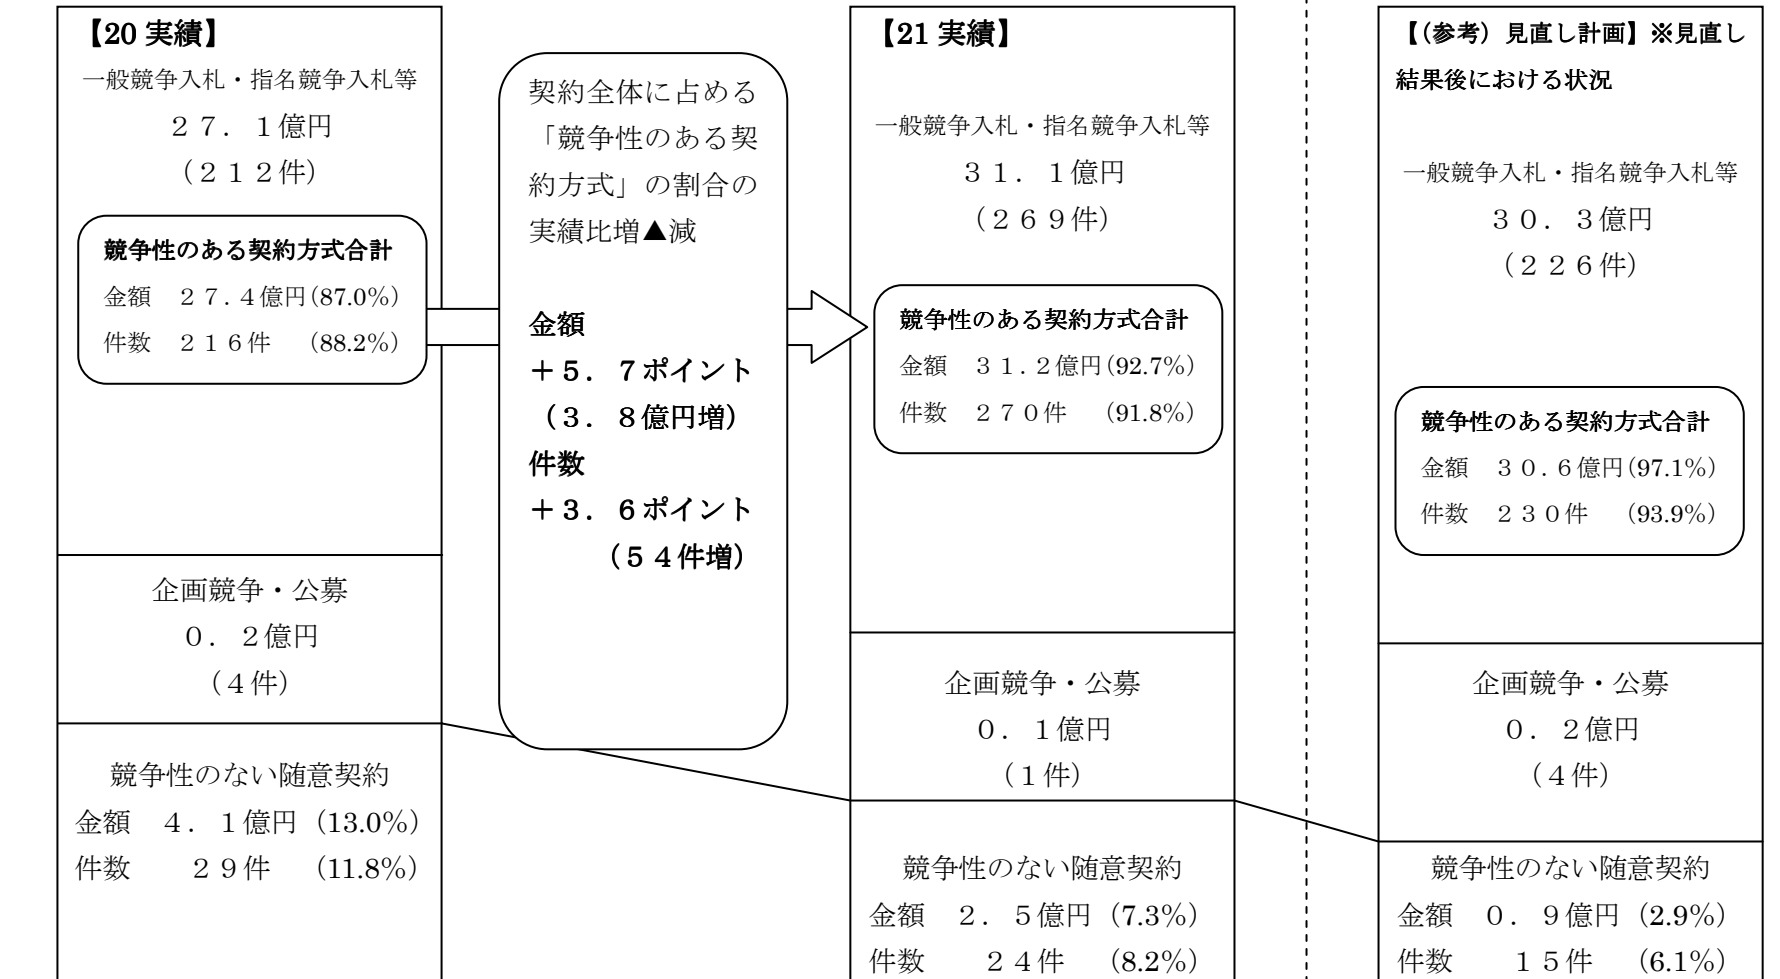 【20 実績】
一般競争入札・指名競争入札等
２７．１億円
（２１２件）
競争性のある契約方式合計
金額　２７.４億円(87.0%)
件数　２１６件　(88.2%)
企画競争・公募
０．２億円
（４件）
競争性のない随意契約
金額　４．１億円（13.0%）
件数　　２９件　（11.8%）
契約全体に占める
「競争性のある契
約方式」の割合の
実績比増▲減
金額
＋５．７ポイント
（３．８億円増）
件数
＋３．６ポイント
（５４件増）
【21 実績】
一般競争入札・指名競争入札等
３１．１億円
（２６９件）
競争性のある契約方式合計
金額　３１.２億円(92.7%)
件数　２７０件　(91.8%)
企画競争・公募
０．１億円
（１件）
競争性のない随意契約
金額　２．５億円（7.3%）
件数　　２４件　（8.2%）
【（参考）見直し計画】※見直し
結果後における状況
一般競争入札・指名競争入札等
３０．３億円
（２２６件）
競争性のある契約方式合計
金額　３０.６億円(97.1%)
件数　２３０件　(93.9%)
企画競争・公募
０．２億円
（４件）
競争性のない随意契約
金額　０．９億円（2.9%）
件数　　１５件　（6.1%）